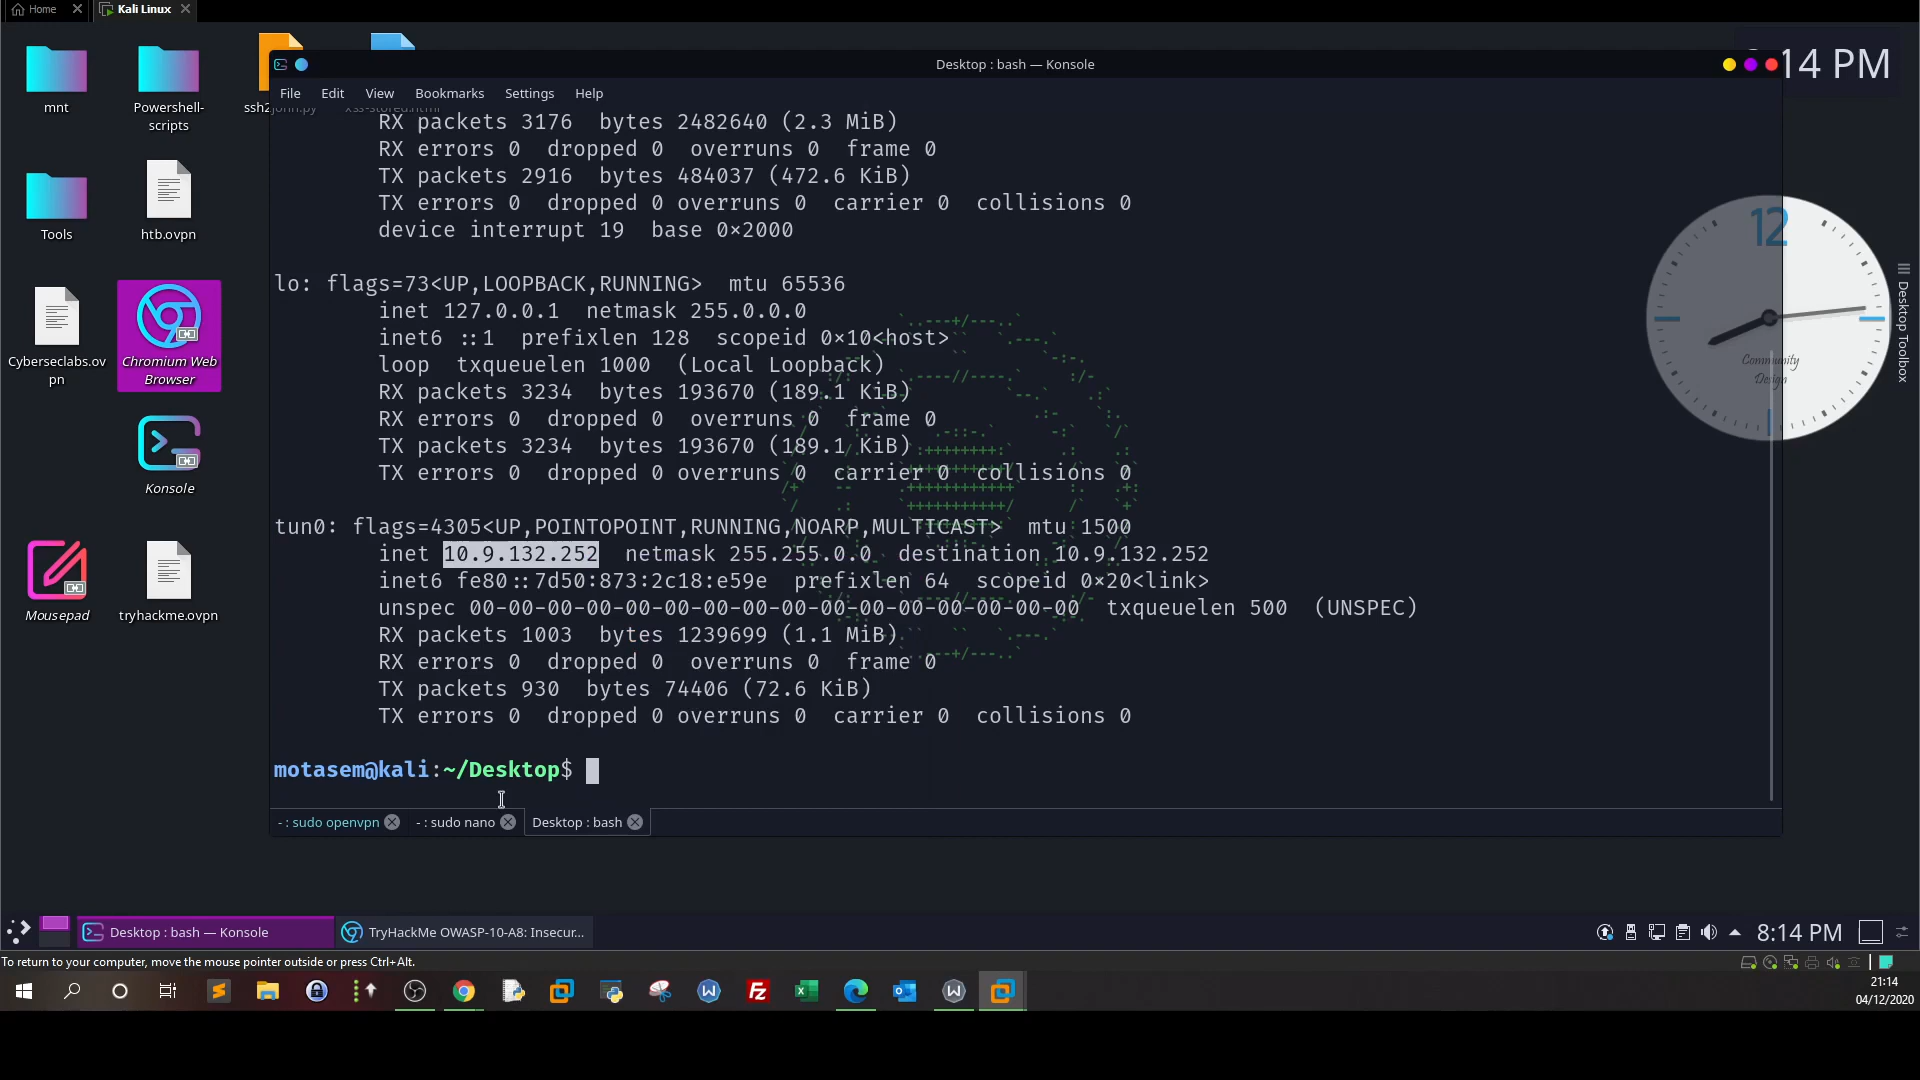 Home
Kali Linux
mnt
Powershell-
scripts
ssh2john.py
xss-stored.html
Tools
htb.ovpn
Cyberseclabs.ov
pn
Chromium Web
Browser
Konsole
Mousepad
tryhackme.ovpn
Desktop : bash — Konsole
14 PM
File Edit View Bookmarks Settings Help
RX packets 3176 bytes 2482640 (2.3 MiB)
RX errors 0 dropped 0 overruns 0 frame 0
TX packets 2916 bytes 484037 (472.6 KiB)
TX errors 0 dropped 0 overruns 0 carrier 0 collisions 0
device interrupt 19 base 0×2000
lo: flags=73<UP,LOOPBACK,RUNNING> mtu 65536
inet 127.0.0.1 netmask 255.0.0.0
inet6 ::1 prefixlen 128 scopeid 0×10<host>
loop txqueuelen 1000 (Local Loopback)
RX packets 3234 bytes 193670 (189.1 KiB)
RX errors 0 dropped 0 overruns 0 frame 0
TX packets 3234 bytes 193670 (189.1 KiB)
TX errors 0 dropped 0 overruns 0 carrier 0 collisions 0
tun0: flags=4305<UP,POINTOPOINT,RUNNING,NOARP,MULTICAST> mtu 1500
inet 10.9.132.252 netmask 255.255.0.0 destination 10.9.132.252
inet6 fe80::7d50:873:2c18:e59e prefixlen 64 scopeid 0×20<link>
unspec 00-00-00-00-00-00-00-00-00-00-00-00-00-00-00-00 txqueuelen 500 (UNSPEC)
RX packets 1003 bytes 1239699 (1.1 MiB)
RX errors 0 dropped 0 overruns 0 frame 0
TX packets 930 bytes 74406 (72.6 KiB)
TX errors 0 dropped 0 overruns 0 carrier 0 collisions 0
motasem@kali:~/Desktop$
- : sudo openvpn
- : sudo nano
Desktop : bash
12
Community
Design
Desktop Toolbox
Desktop : bash — Konsole
TryHackMe OWASP-10-A8: Insecur...
8:14 PM
To return to your computer, move the mouse pointer outside or press Ctrl+Alt.
21:14
04/12/2020